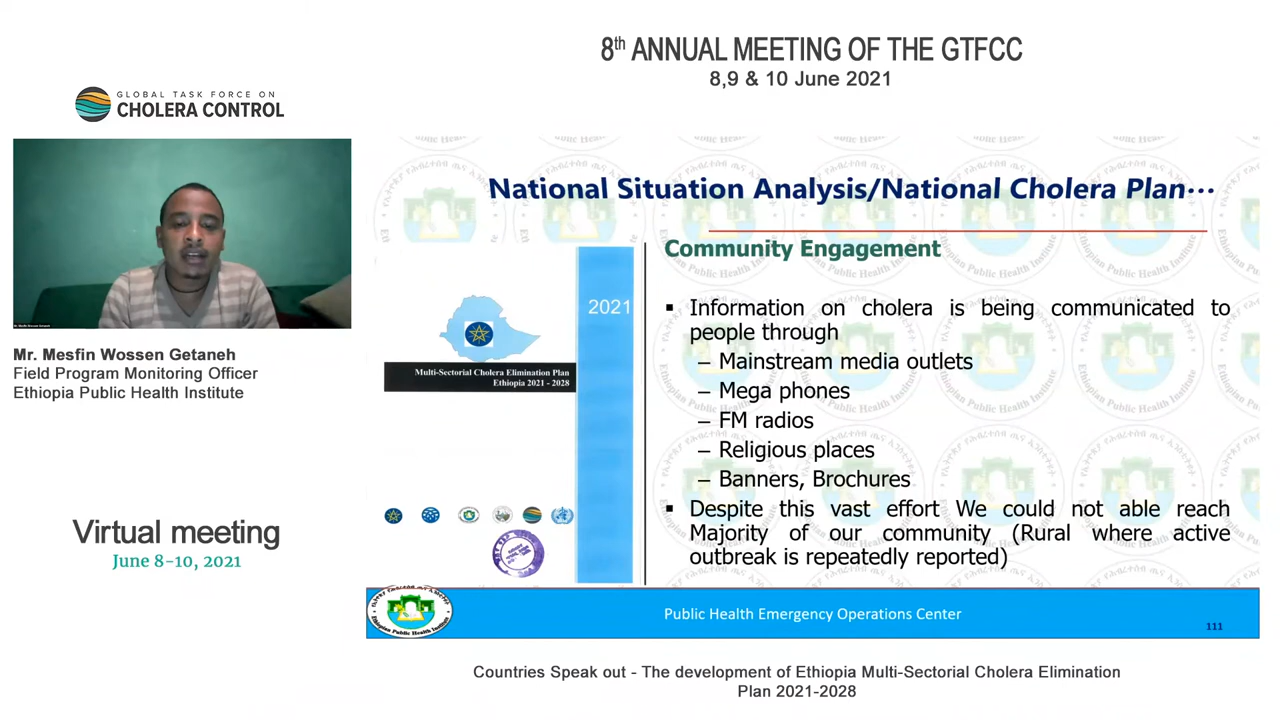 8th ANNUAL MEETING OF THE GTFCC
8,9 & 10 June 2021
GLOBAL TASK FORCE ON
CHOLERA CONTROL
Mr. Mesfin Wossen Getaneh
Field Program Monitoring Officer
Ethiopia Public Health Institute
Virtual meeting
June 8-10, 2021
National Situation Analysis/National Cholera Plan...
2021
Multi-Sectorial Cholera Elimination Plan
Ethiopia 2021 - 2028
Community Engagement
▪ Information on cholera is being communicated to
people through
– Mainstream media outlets
– Mega phones
– FM radios
– Religious places
– Banners, Brochures
▪ Despite this vast effort We could not able reach
Majority of our community (Rural where active
outbreak is repeatedly reported)
Ethiopian Public Health Institute
Public Health Emergency Operations Center
111
Countries Speak out - The development of Ethiopia Multi-Sectorial Cholera Elimination
Plan 2021-2028